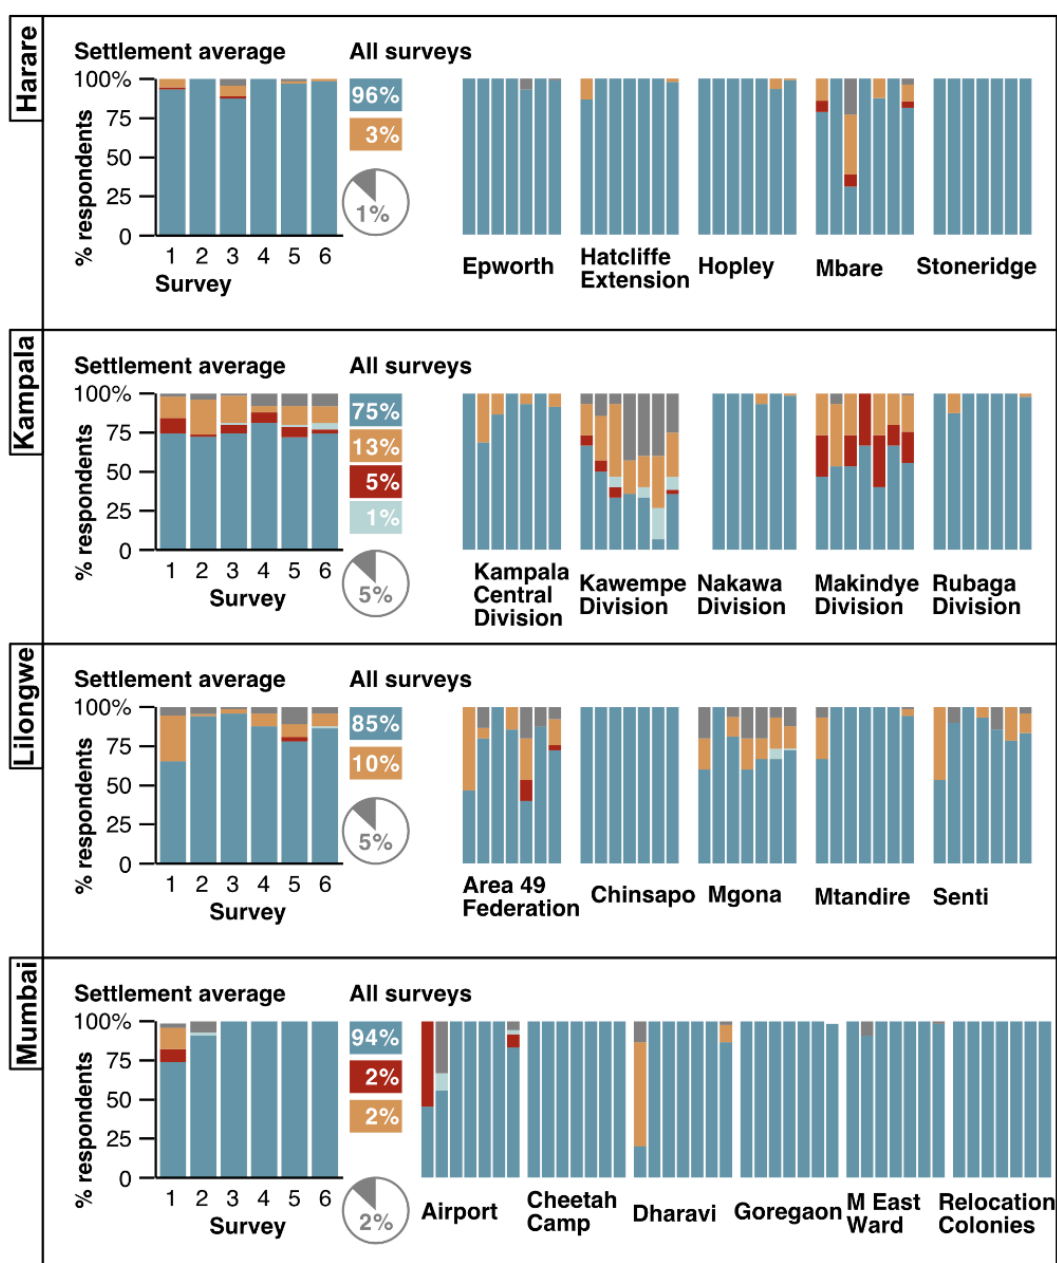 Harare
Settlement average
All surveys
100%
75
50
25
0
% respondents
1 2 3 4 5 6
Survey
96%
3%
1%
Epworth
Hatcliffe
Extension
Hopley
Mbare
Stoneridge
Kampala
Settlement average
All surveys
100%
75
50
25
0
% respondents
1 2 3 4 5 6
Survey
75%
13%
5%
1%
5%
Kampala
Central
Division
Kawempe
Division
Nakawa
Division
Makindye
Division
Rubaga
Division
Lilongwe
Settlement average
All surveys
100%
75
50
25
0
% respondents
1 2 3 4 5 6
Survey
85%
10%
5%
Area 49
Federation
Chinsapo
Mgona
Mtandire
Senti
Mumbai
Settlement average
All surveys
100%
75
50
25
0
% respondents
1 2 3 4 5 6
Survey
94%
2%
2%
2%
Airport
Cheetah
Camp
Dharavi
Goregaon
M East
Ward
Relocation
Colonies